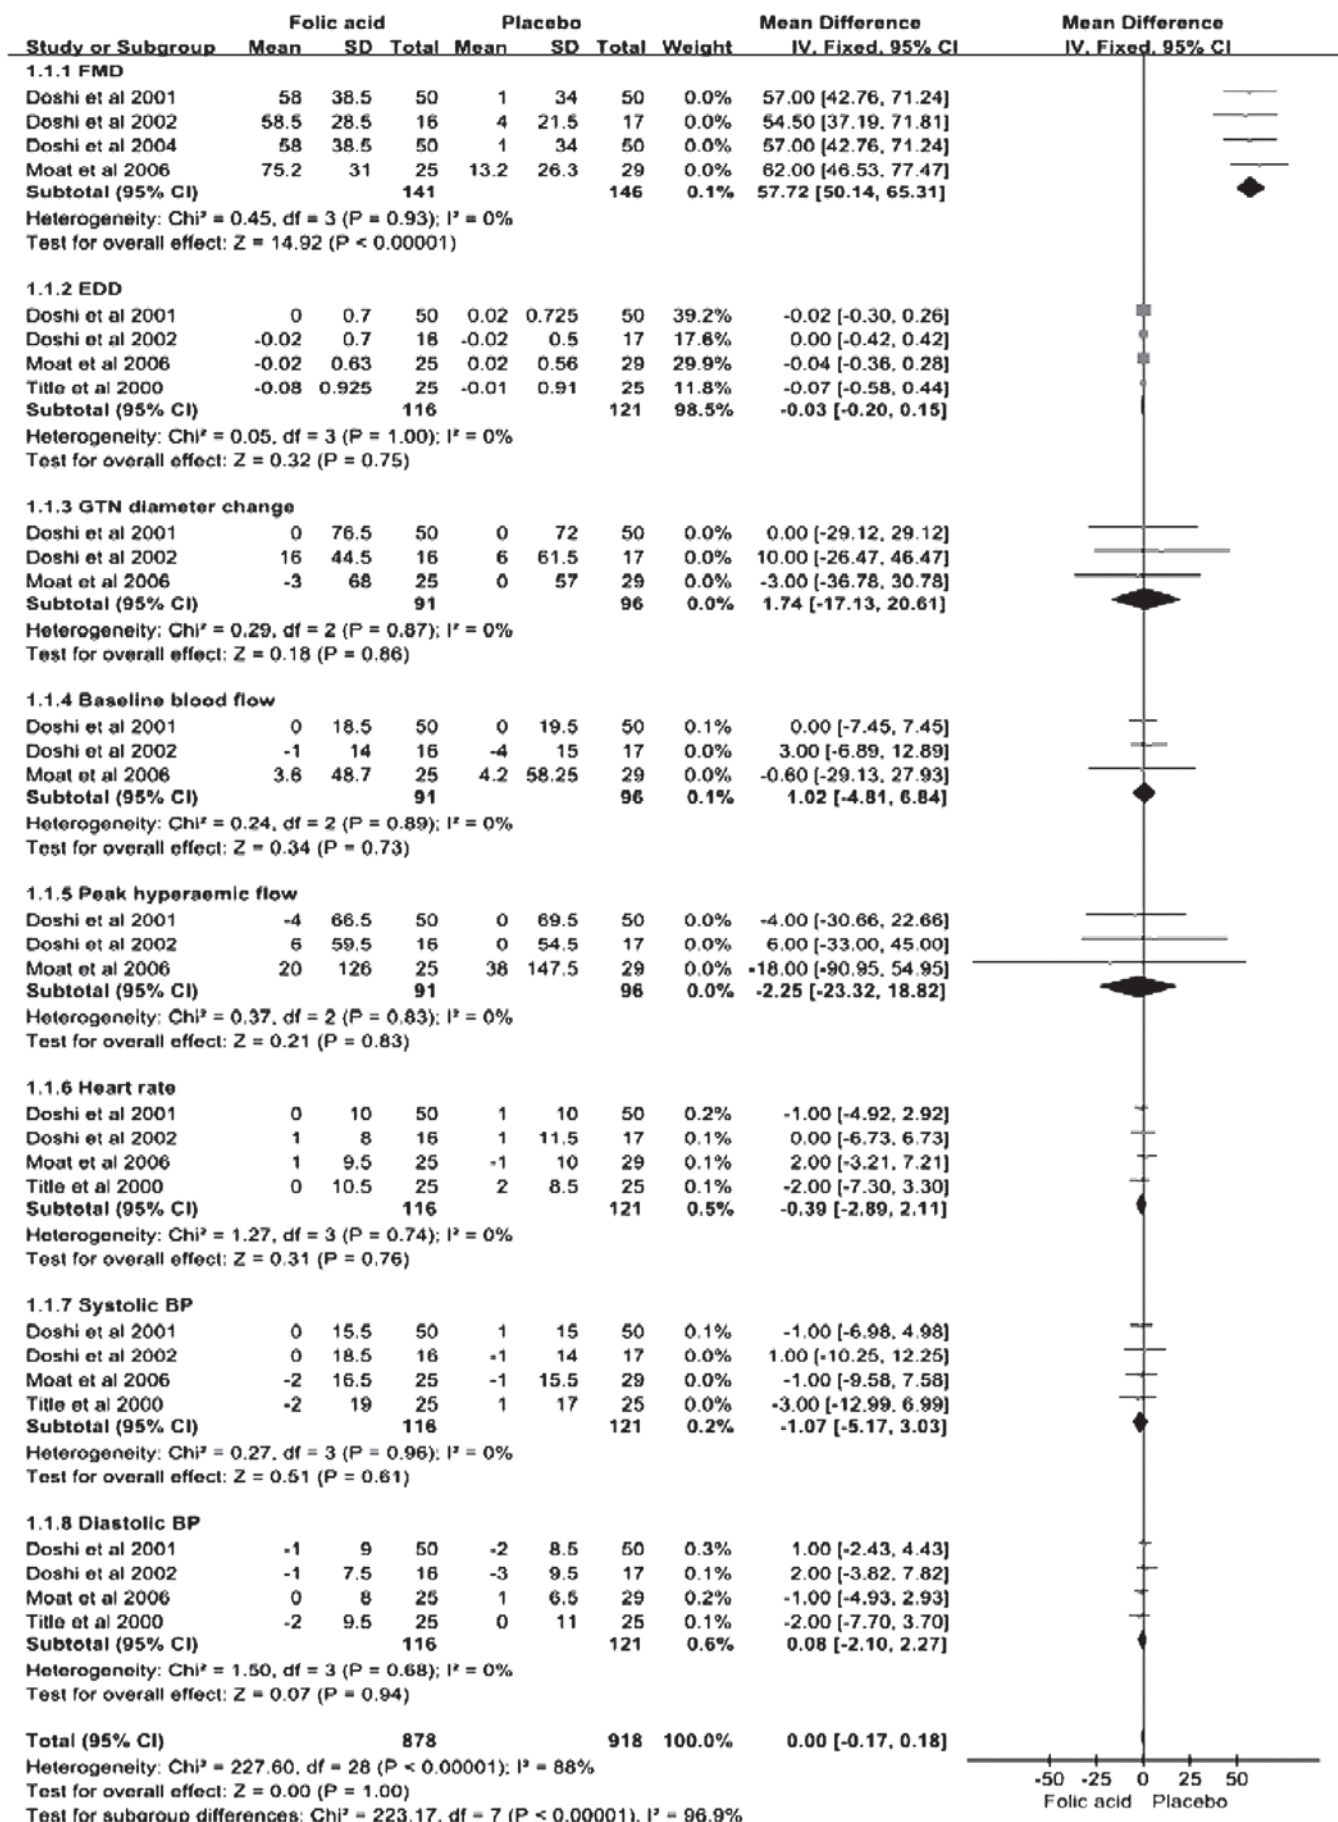 Folic acid Placebo Mean Difference Mean Difference
Study or Subgroup Mean SD Total Mean SD Total Weight IV, Fixed, 95% CI IV, Fixed, 95% CI
1.1.1 FMD
Doshi et al 2001 58 38.5 50 1 34 50 0.0% 57.00 [42.76, 71.24]
Doshi et al 2002 58.5 28.5 16 4 21.5 17 0.0% 54.50 [37.19, 71.81]
Doshi et al 2004 58 38.5 50 1 34 50 0.0% 57.00 [42.76, 71.24]
Moat et al 2006 75.2 31 25 13.2 26.3 29 0.0% 62.00 [46.53, 77.47]
Subtotal (95% CI) 141 146 0.1% 57.72 [50.14, 65.31]
Heterogeneity: Chi² = 0.45, df = 3 (P = 0.93); I² = 0%
Test for overall effect: Z = 14.92 (P < 0.00001)
1.1.2 EDD
Doshi et al 2001 0 0.7 50 0.02 0.725 50 39.2% -0.02 [-0.30, 0.26]
Doshi et al 2002 -0.02 0.7 16 -0.02 0.5 17 17.6% 0.00 [-0.42, 0.42]
Moat et al 2006 -0.02 0.63 25 0.02 0.56 29 29.9% -0.04 [-0.36, 0.28]
Title et al 2000 -0.08 0.925 25 -0.01 0.91 25 11.8% -0.07 [-0.58, 0.44]
Subtotal (95% CI) 116 121 98.5% -0.03 [-0.20, 0.15]
Heterogeneity: Chi² = 0.05, df = 3 (P = 1.00); I² = 0%
Test for overall effect: Z = 0.32 (P = 0.75)
1.1.3 GTN diameter change
Doshi et al 2001 0 76.5 50 0 72 50 0.0% 0.00 [-29.12, 29.12]
Doshi et al 2002 16 44.5 16 6 61.5 17 0.0% 10.00 [-26.47, 46.47]
Moat et al 2006 -3 68 25 0 57 29 0.0% -3.00 [-36.78, 30.78]
Subtotal (95% CI) 91 96 0.0% 1.74 [-17.13, 20.61]
Heterogeneity: Chi² = 0.29, df = 2 (P = 0.87); I² = 0%
Test for overall effect: Z = 0.18 (P = 0.86)
1.1.4 Baseline blood flow
Doshi et al 2001 0 18.5 50 0 19.5 50 0.1% 0.00 [-7.45, 7.45]
Doshi et al 2002 -1 14 16 -4 15 17 0.0% 3.00 [-6.89, 12.89]
Moat et al 2006 3.6 48.7 25 4.2 58.25 29 0.0% -0.60 [-29.13, 27.93]
Subtotal (95% CI) 91 96 0.1% 1.02 [-4.81, 6.84]
Heterogeneity: Chi² = 0.24, df = 2 (P = 0.89); I² = 0%
Test for overall effect: Z = 0.34 (P = 0.73)
1.1.5 Peak hyperaemic flow
Doshi et al 2001 -4 66.5 50 0 69.5 50 0.0% -4.00 [-30.66, 22.66]
Doshi et al 2002 6 59.5 16 0 54.5 17 0.0% 6.00 [-33.00, 45.00]
Moat et al 2006 20 126 25 38 147.5 29 0.0% -18.00 [-90.95, 54.95]
Subtotal (95% CI) 91 96 0.0% -2.25 [-23.32, 18.82]
Heterogeneity: Chi² = 0.37, df = 2 (P = 0.83); I² = 0%
Test for overall effect: Z = 0.21 (P = 0.83)
1.1.6 Heart rate
Doshi et al 2001 0 10 50 1 10 50 0.2% -1.00 [-4.92, 2.92]
Doshi et al 2002 1 8 16 1 11.5 17 0.1% 0.00 [-6.73, 6.73]
Moat et al 2006 1 9.5 25 -1 10 29 0.1% 2.00 [-3.21, 7.21]
Title et al 2000 0 10.5 25 2 8.5 25 0.1% -2.00 [-7.30, 3.30]
Subtotal (95% CI) 116 121 0.5% -0.39 [-2.89, 2.11]
Heterogeneity: Chi² = 1.27, df = 3 (P = 0.74); I² = 0%
Test for overall effect: Z = 0.31 (P = 0.76)
1.1.7 Systolic BP
Doshi et al 2001 0 15.5 50 1 15 50 0.1% -1.00 [-6.98, 4.98]
Doshi et al 2002 0 18.5 16 -1 14 17 0.0% 1.00 [-10.25, 12.25]
Moat et al 2006 -2 16.5 25 -1 15.5 29 0.0% -1.00 [-9.58, 7.58]
Title et al 2000 -2 19 25 1 17 25 0.0% -3.00 [-12.99, 6.99]
Subtotal (95% CI) 116 121 0.2% -1.07 [-5.17, 3.03]
Heterogeneity: Chi² = 0.27, df = 3 (P = 0.96); I² = 0%
Test for overall effect: Z = 0.51 (P = 0.61)
1.1.8 Diastolic BP
Doshi et al 2001 -1 9 50 -2 8.5 50 0.3% 1.00 [-2.43, 4.43]
Doshi et al 2002 -1 7.5 16 -3 9.5 17 0.1% 2.00 [-3.82, 7.82]
Moat et al 2006 0 8 25 1 6.5 29 0.2% -1.00 [-4.93, 2.93]
Title et al 2000 -2 9.5 25 0 11 25 0.1% -2.00 [-7.70, 3.70]
Subtotal (95% CI) 116 121 0.6% 0.08 [-2.10, 2.27]
Heterogeneity: Chi² = 1.50, df = 3 (P = 0.68); I² = 0%
Test for overall effect: Z = 0.07 (P = 0.94)
Total (95% CI) 878 918 100.0% 0.00 [-0.17, 0.18]
Heterogeneity: Chi² = 227.60, df = 28 (P < 0.00001); I² = 88%
Test for overall effect: Z = 0.00 (P = 1.00)
Test for subgroup differences: Chi² = 223.17, df = 7 (P < 0.00001), I² = 96.9%
-50 -25 0 25 50
Folic acid Placebo